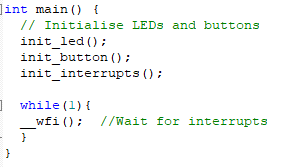 int main() {
// Initialise LEDs and buttons
init_led();
init_button();
init_interrupts();
while(1){
__wfi();  //Wait for interrupts
}
}